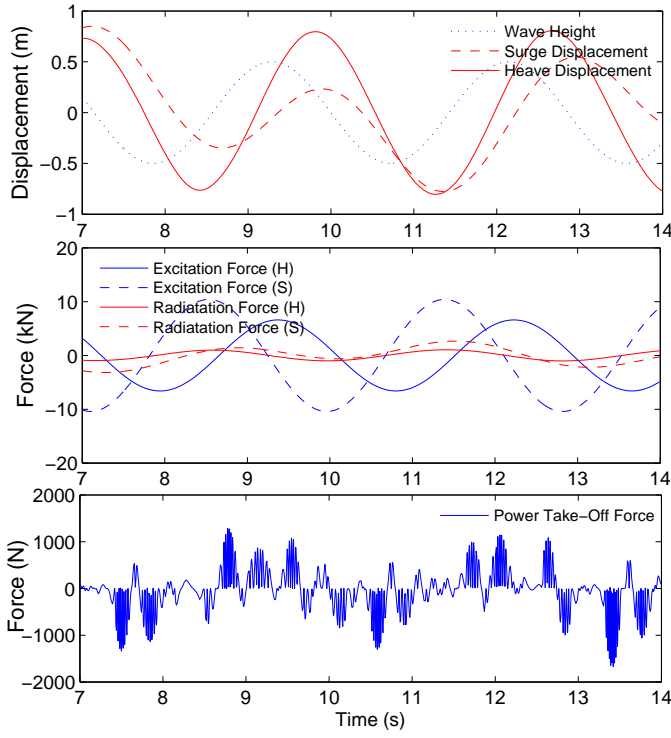 Displacement (m)
1
0.5
0
−0.5
−1
Wave Height
Surge Displacement
Heave Displacement
7 8 9 10 11 12 13 14
Force (kN)
20
10
0
−10
−20
Excitation Force (H)
Excitation Force (S)
Radiatation Force (H)
Radiatation Force (S)
7 8 9 10 11 12 13 14
Force (N)
2000
1000
0
−1000
−2000
Power Take−Off Force
7 8 9 10 11 12 13 14
Time (s)